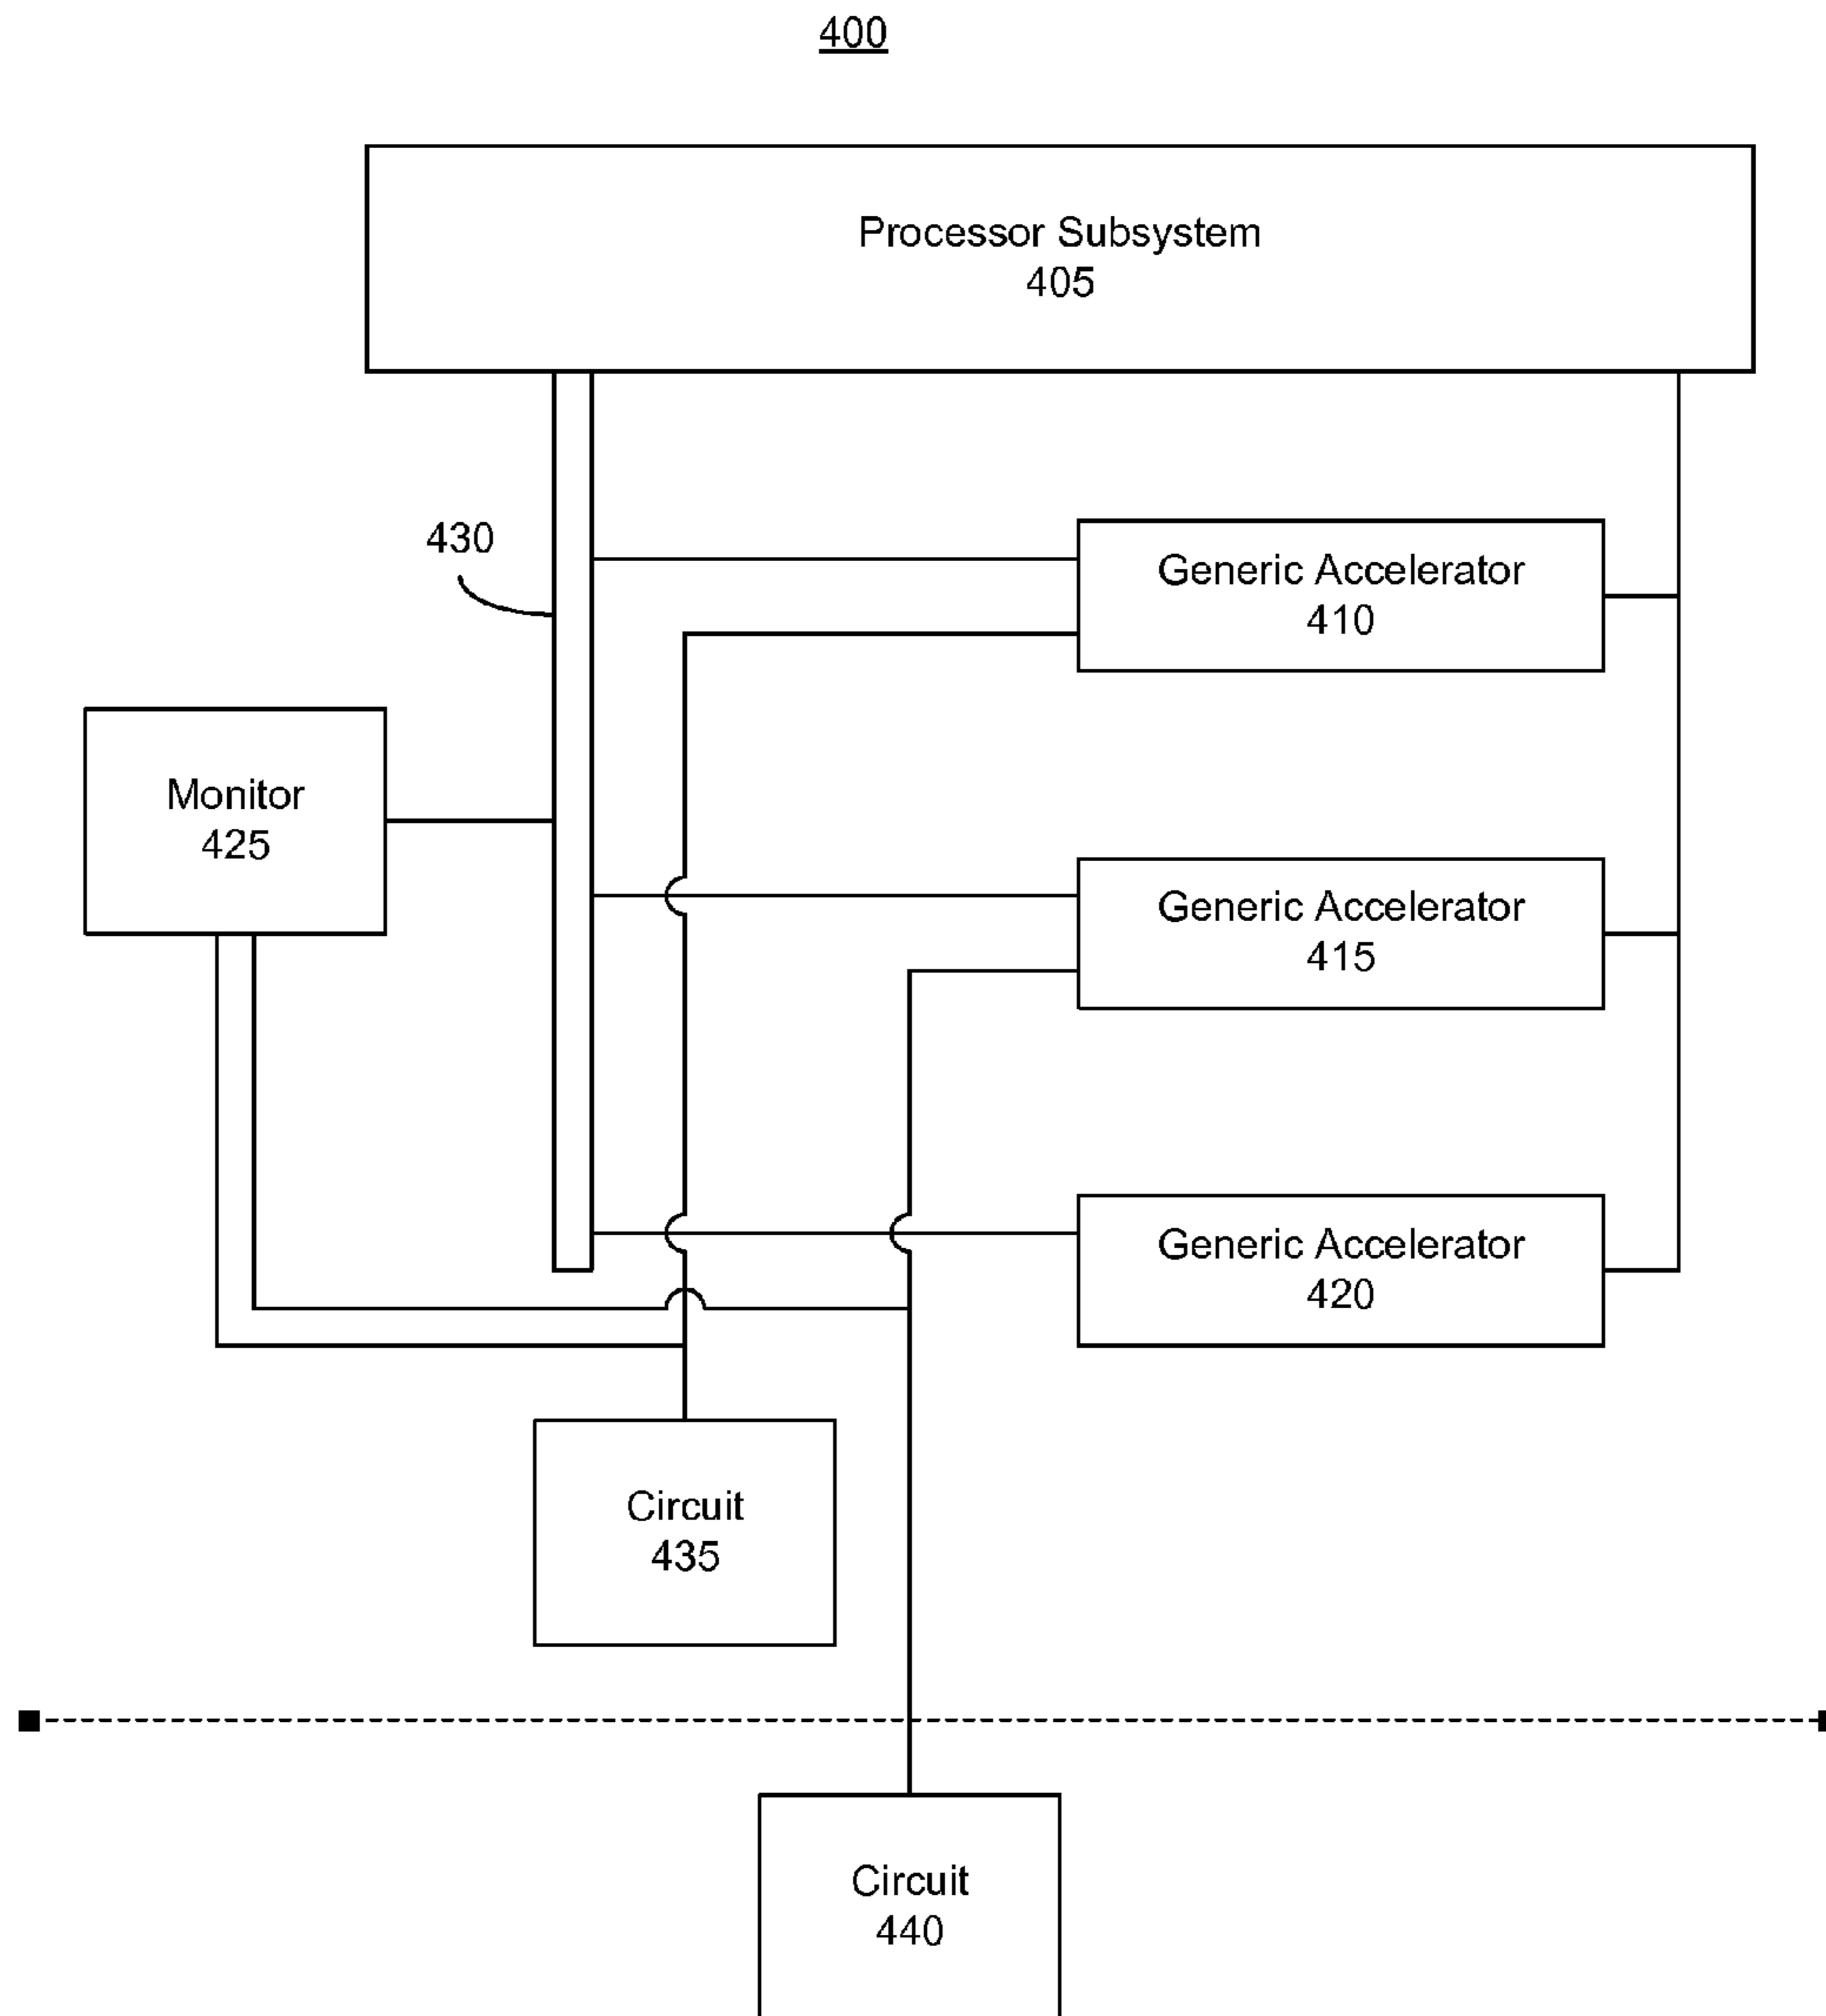 400
Processor Subsystem
405
430
Generic Accelerator
410
Monitor
425
Generic Accelerator
415
Generic Accelerator
420
Circuit
435
Circuit
440